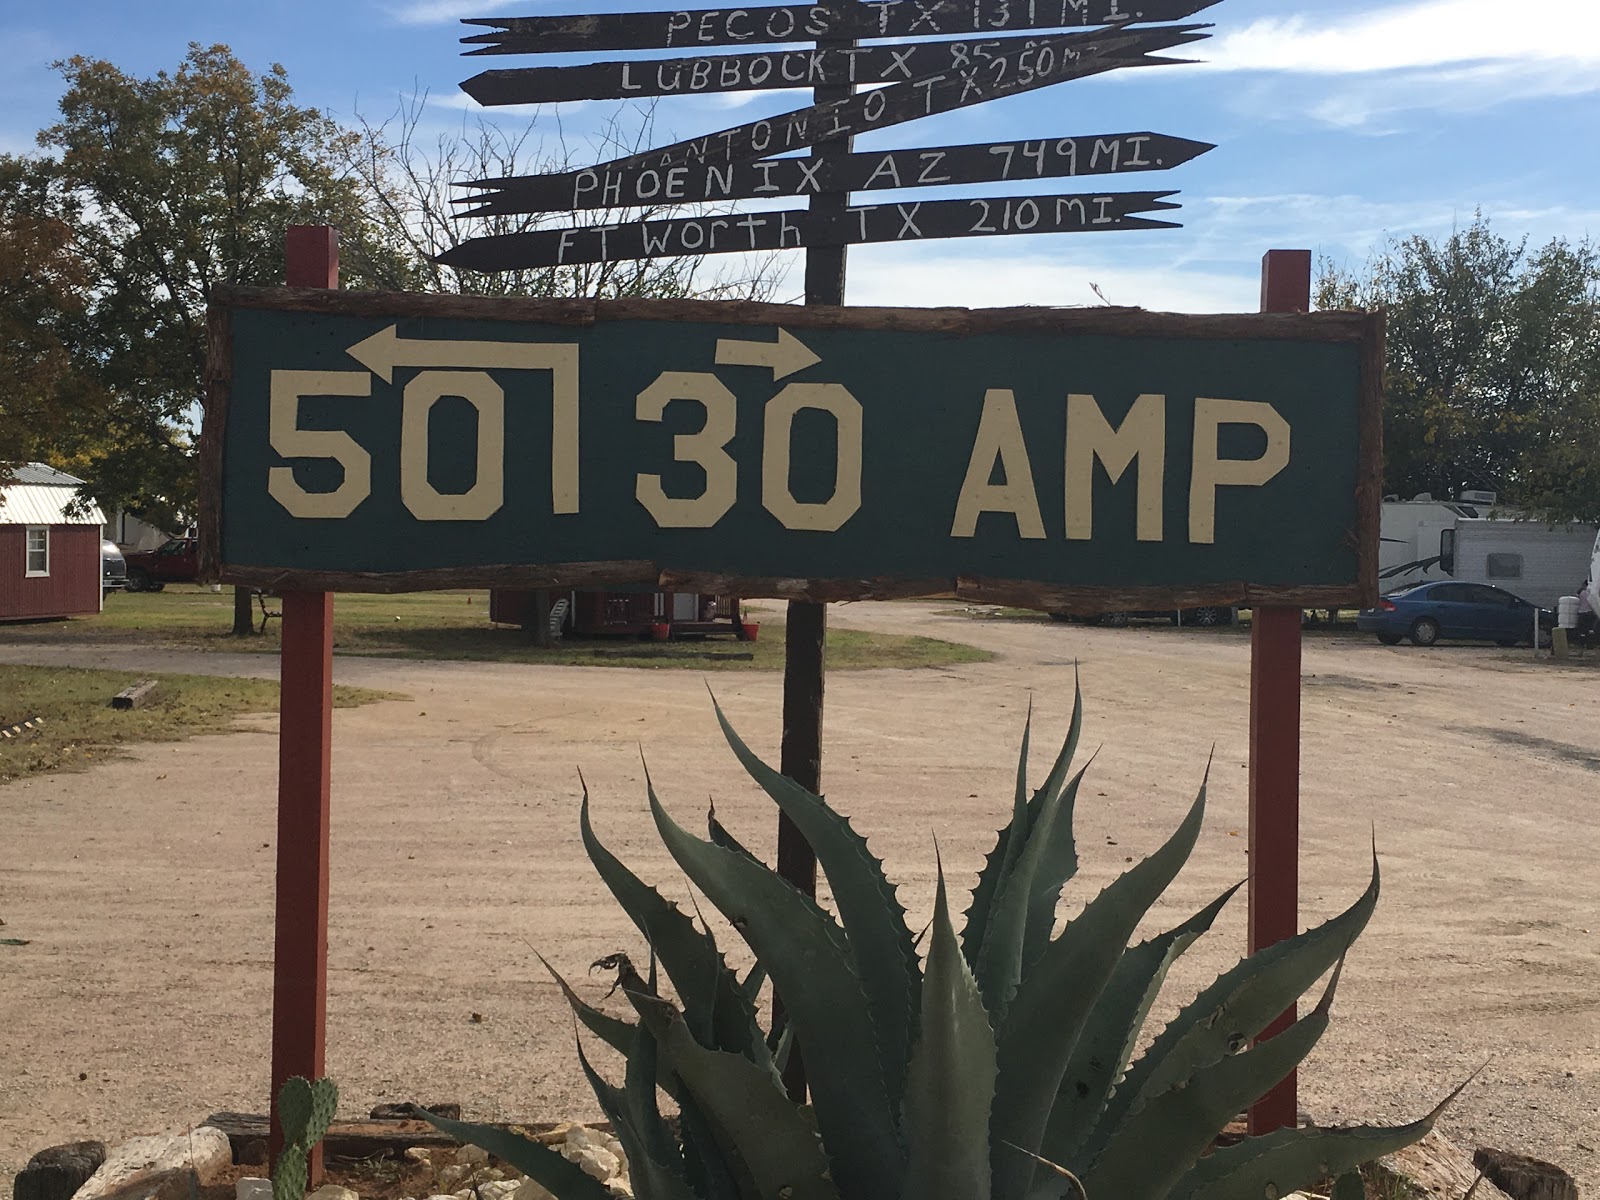 PECOS TX 131 MI.
LUBBOCK TX 85
ANTONIO TX 250 MI
PHOENIX AZ 749 MI.
FT WORTH TX 210 MI.
50 30 AMP